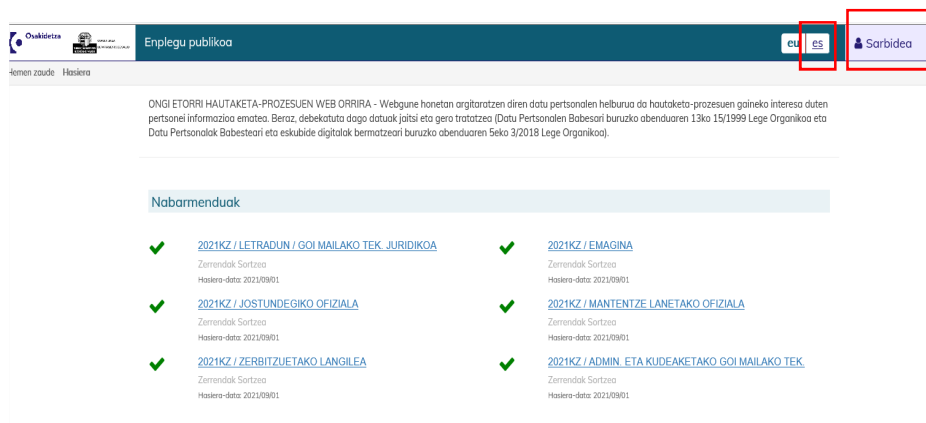 Osakidetza
Enplegu publikoa
eu es
Sarbidea
Hemen zaude Hasiera
ONGI ETORRI HAUTAKETA-PROZESUEN WEB ORRIRA - Webgune honetan argitaratzen diren datu pertsonalen helburua da hautaketa-prozesuen gaineko interesa duten
pertsonei informazioa ematea. Beraz, debekatuta dago datuak jaitsi eta gero tratatzea (Datu Pertsonalen Babesari buruzko abenduaren 13ko 15/1999 Lege Organikoa eta
Datu Pertsonalak Babesteari eta eskubide digitalak bermatzeari buruzko abenduaren 5eko 3/2018 Lege Organikoa).
Nabarmenduak
2021KZ / LETRADUN / GOI MAILAKO TEK. JURIDIKOA
Zerrendak Sortzea
Hasiera-data: 2021/09/01
2021KZ / EMAGINA
Zerrendak Sortzea
Hasiera-data: 2021/09/01
2021KZ / JOSTUNDEGIKO OFIZIALA
Zerrendak Sortzea
Hasiera-data: 2021/09/01
2021KZ / MANTENTZE LANETAKO OFIZIALA
Zerrendak Sortzea
Hasiera-data: 2021/09/01
2021KZ / ZERBITZUETAKO LANGILEA
Zerrendak Sortzea
Hasiera-data: 2021/09/01
2021KZ / ADMIN. ETA KUDEAKETAKO GOI MAILAKO TEK.
Zerrendak Sortzea
Hasiera-data: 2021/09/01